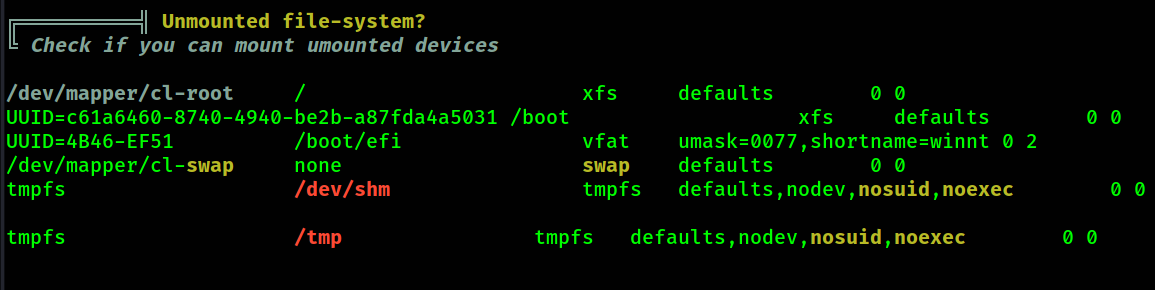 Unmounted file-system?
Check if you can mount umounted devices
/dev/mapper/cl-root     /                       xfs     defaults        0 0
UUID=c61a6460-8740-4940-be2b-a87fda4a5031 /boot                   xfs     defaults        0 0
UUID=4B46-EF51          /boot/efi               vfat    umask=0077,shortname=winnt 0 2
/dev/mapper/cl-swap     none                    swap    defaults        0 0
tmpfs                   /dev/shm                tmpfs   defaults,nodev,nosuid,noexec        0 0
tmpfs                   /tmp                tmpfs   defaults,nodev,nosuid,noexec        0 0